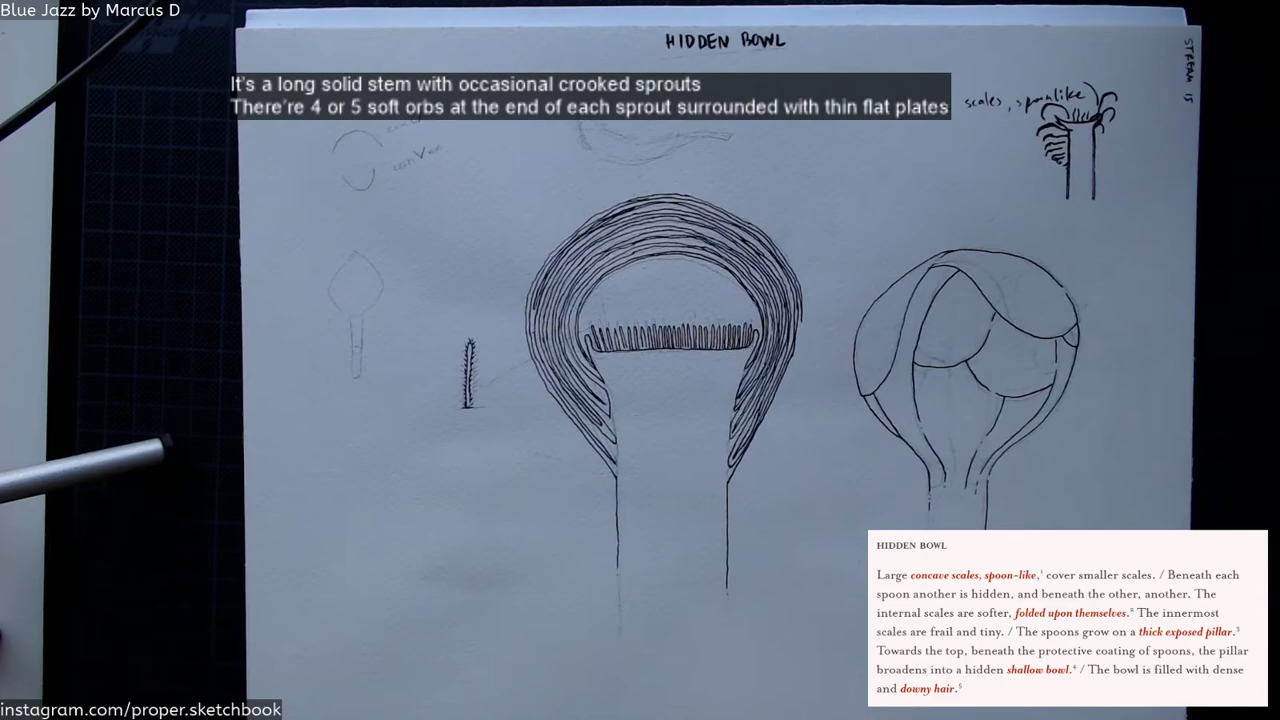 Blue Jazz by Marcus D
HIDDEN BOWL
STREAM 15
It's a long solid stem with occasional crooked sprouts
There're 4 or 5 soft orbs at the end of each sprout surrounded with thin flat plates
scales, spoonlike
convex
HIDDEN BOWL
Large concave scales, spoon-like,¹ cover smaller scales. / Beneath each
spoon another is hidden, and beneath the other, another. The
internal scales are softer, folded upon themselves.² The innermost
scales are frail and tiny. / The spoons grow on a thick exposed pillar.³
Towards the top, beneath the protective coating of spoons, the pillar
broadens into a hidden shallow bowl.⁴ / The bowl is filled with dense
and downy hair.⁵
instagram.com/proper.sketchbook